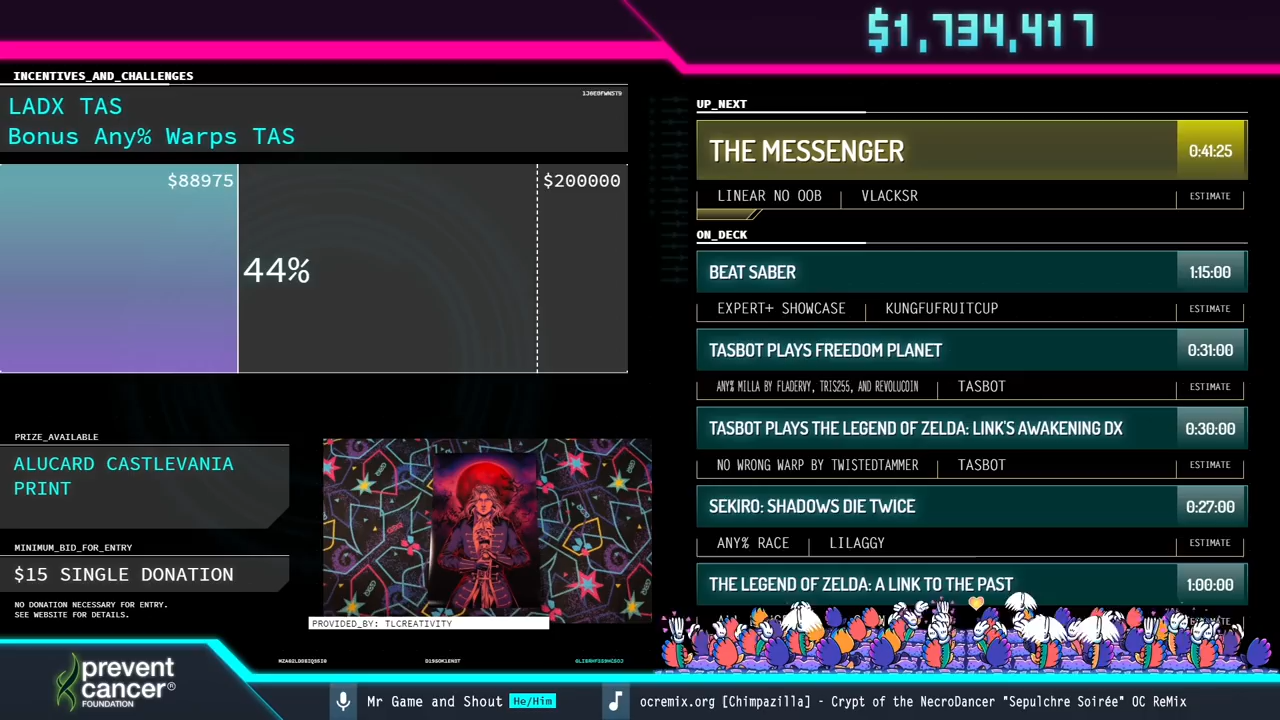 $1,734,417
INCENTIVES_AND_CHALLENGES
LADX TAS
Bonus Any% Warps TAS
$88975
$200000
44%
PRIZE_AVAILABLE
ALUCARD CASTLEVANIA
PRINT
MINIMUM_BID_FOR_ENTRY
$15 SINGLE DONATION
NO DONATION NECESSARY FOR ENTRY.
SEE WEBSITE FOR DETAILS.
PROVIDED_BY: TLCREATIVITY
UP_NEXT
THE MESSENGER
0:41:25
LINEAR NO OOB
VLACKSR
ESTIMATE
ON_DECK
BEAT SABER
1:15:00
EXPERT+ SHOWCASE
KUNGFUFRUITCUP
ESTIMATE
TASBOT PLAYS FREEDOM PLANET
0:31:00
ANY% MILLA BY FLADERVY, TRIS255, AND REVOLUCOIN
TASBOT
ESTIMATE
TASBOT PLAYS THE LEGEND OF ZELDA: LINK'S AWAKENING DX
0:30:00
NO WRONG WARP BY TWISTEDTAMMER
TASBOT
ESTIMATE
SEKIRO: SHADOWS DIE TWICE
0:27:00
ANY% RACE
LILAGGY
ESTIMATE
THE LEGEND OF ZELDA: A LINK TO THE PAST
1:00:00
prevent
cancer®
FOUNDATION
Mr Game and Shout He/Him
ocremix.org [Chimpazilla] - Crypt of the NecroDancer "Sepulchre Soirée" OC ReMix